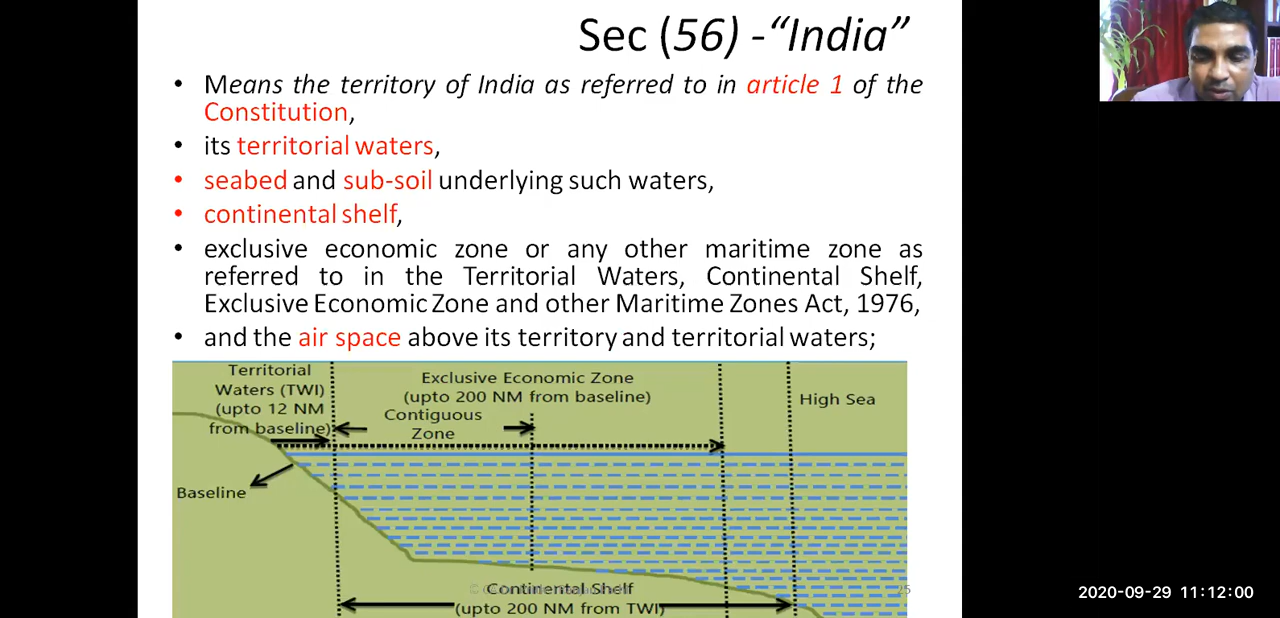 Sec (56) -“India”
• Means the territory of India as referred to in article 1 of the
Constitution,
• its territorial waters,
• seabed and sub-soil underlying such waters,
• continental shelf,
• exclusive economic zone or any other maritime zone as
referred to in the Territorial Waters, Continental Shelf,
Exclusive Economic Zone and other Maritime Zones Act, 1976,
• and the air space above its territory and territorial waters;
Territorial
Waters (TWI)
(upto 12 NM
from baseline)
Exclusive Economic Zone
(upto 200 NM from baseline)
Contiguous
Zone
High Sea
Baseline
Continental Shelf
(upto 200 NM from TWI)
25
2020-09-29 11:12:00